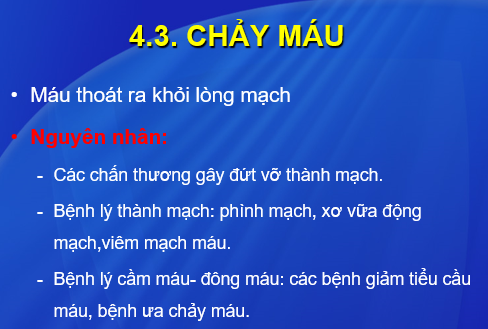 4.3. CHẢY MÁU
• Máu thoát ra khỏi lòng mạch
• Nguyên nhân:
- Các chấn thương gây đứt vỡ thành mạch.
- Bệnh lý thành mạch: phình mạch, xơ vữa động
mạch,viêm mạch máu.
- Bệnh lý cầm máu- đông máu: các bệnh giảm tiểu cầu
máu, bệnh ưa chảy máu.